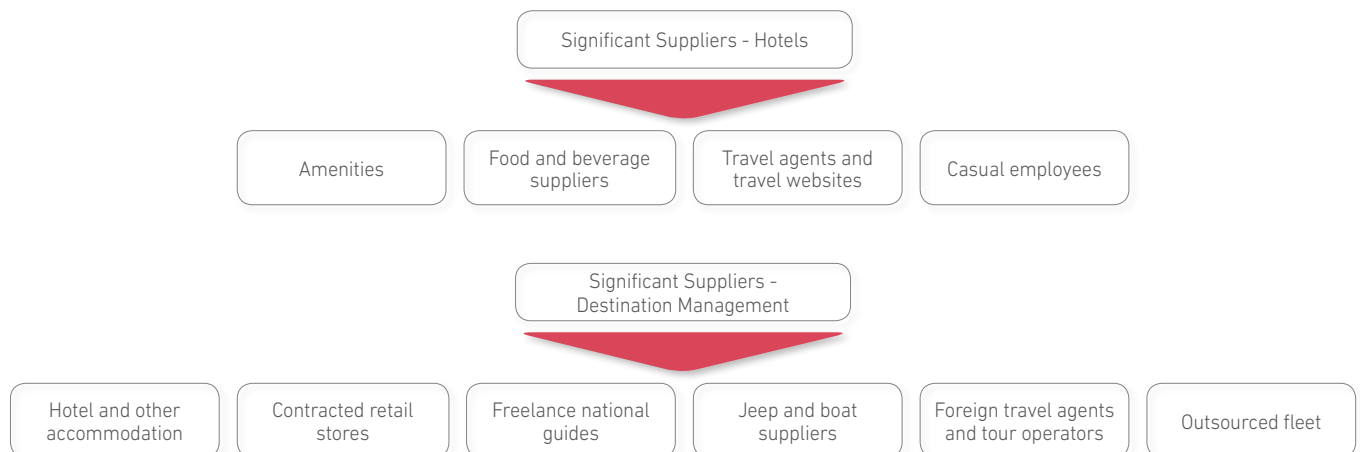 Significant Suppliers - Hotels
Amenities
Food and beverage
suppliers
Travel agents and
travel websites
Casual employees
Significant Suppliers -
Destination Management
Hotel and other
accommodation
Contracted retail
stores
Freelance national
guides
Jeep and boat
suppliers
Foreign travel agents
and tour operators
Outsourced fleet